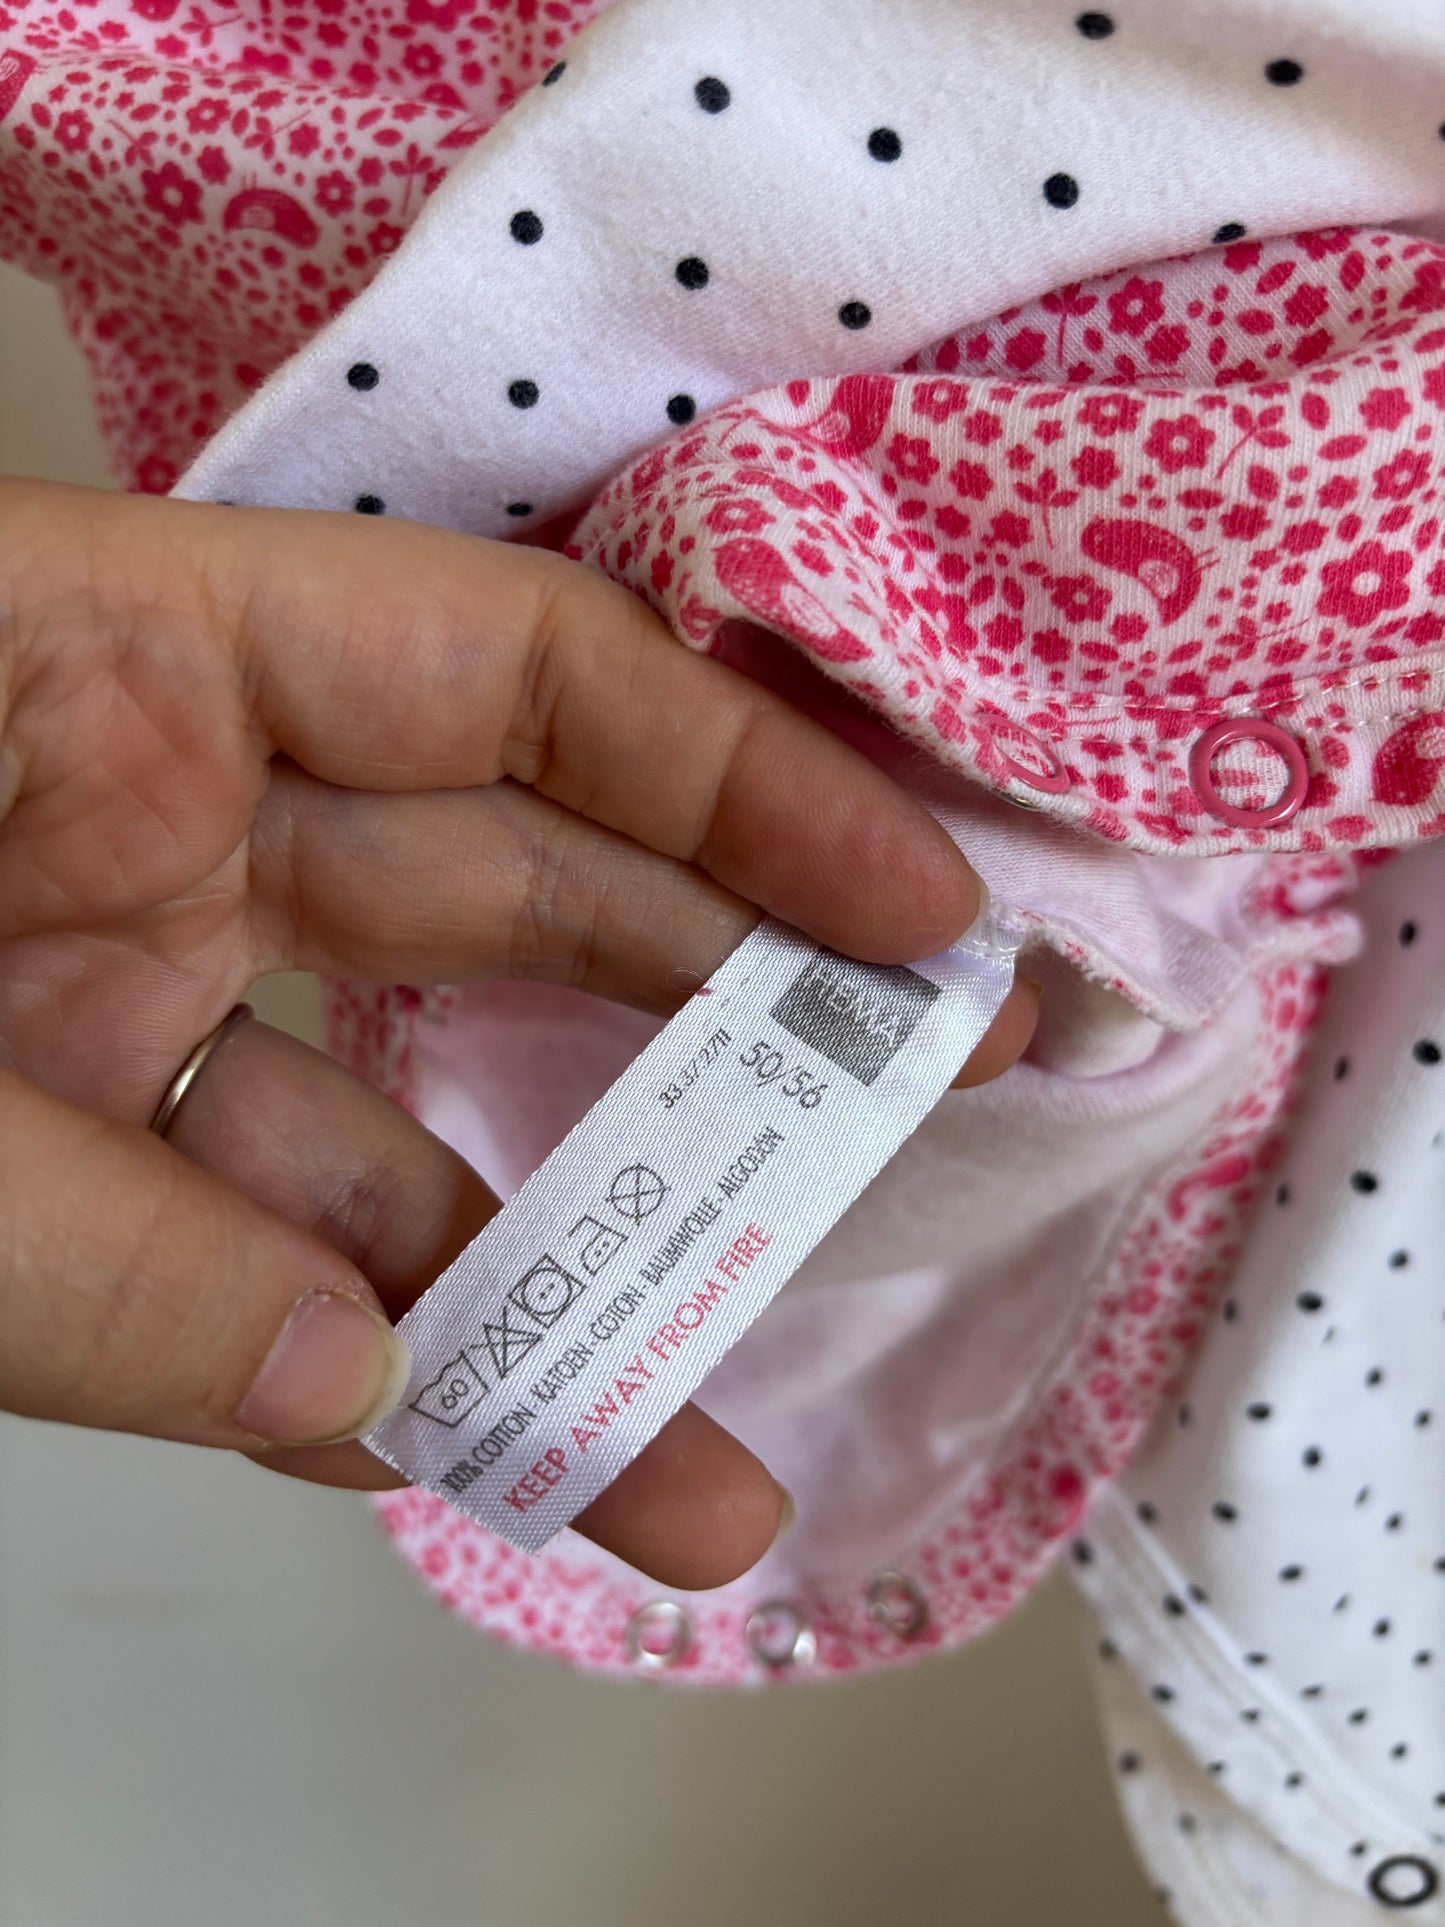 HEMA
50/56
100% COTTON - KATOEN - COTON - BAUMWOLLE ALGODÓN
KEEP AWAY FROM FIRE